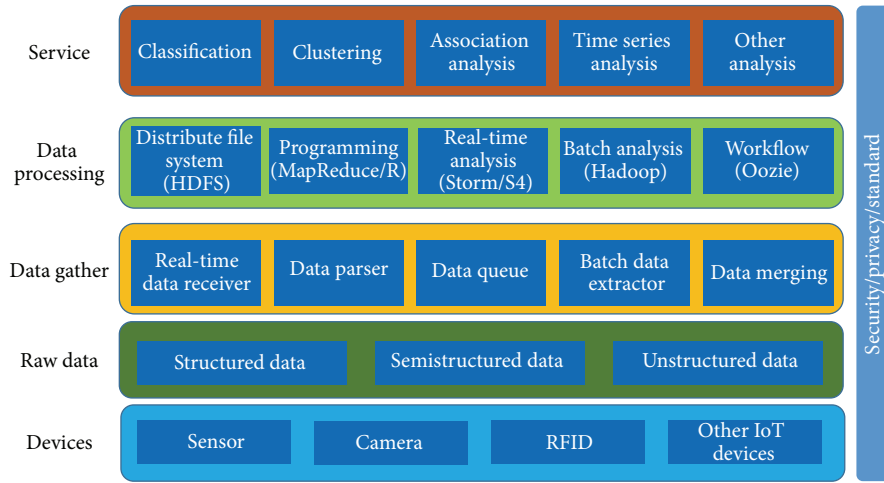 Service
Classification
Clustering
Association
analysis
Time series
analysis
Other
analysis
Data
processing
Distribute file
system
(HDFS)
Programming
(MapReduce/R)
Real-time
analysis
(Storm/S4)
Batch analysis
(Hadoop)
Workflow
(Oozie)
Data gather
Real-time
data receiver
Data parser
Data queue
Batch data
extractor
Data merging
Raw data
Structured data
Semistructured data
Unstructured data
Devices
Sensor
Camera
RFID
Other IoT
devices
Security/privacy/standard